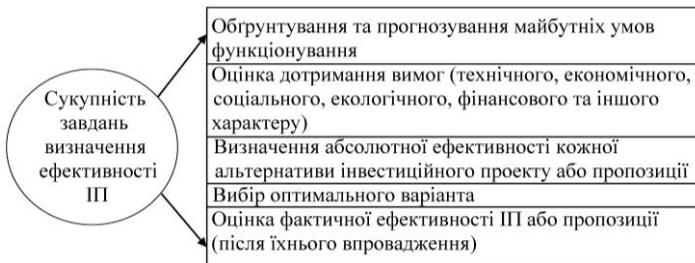 Сукупність
завдань
визначення
ефективності
ІП
Обґрунтування та прогнозування майбутніх умов
функціонування
Оцінка дотримання вимог (технічного, економічного,
соціального, екологічного, фінансового та іншого
характеру)
Визначення абсолютної ефективності кожної
альтернативи інвестиційного проекту або пропозиції
Вибір оптимального варіанта
Оцінка фактичної ефективності ІП або пропозиції
(після їхнього впровадження)